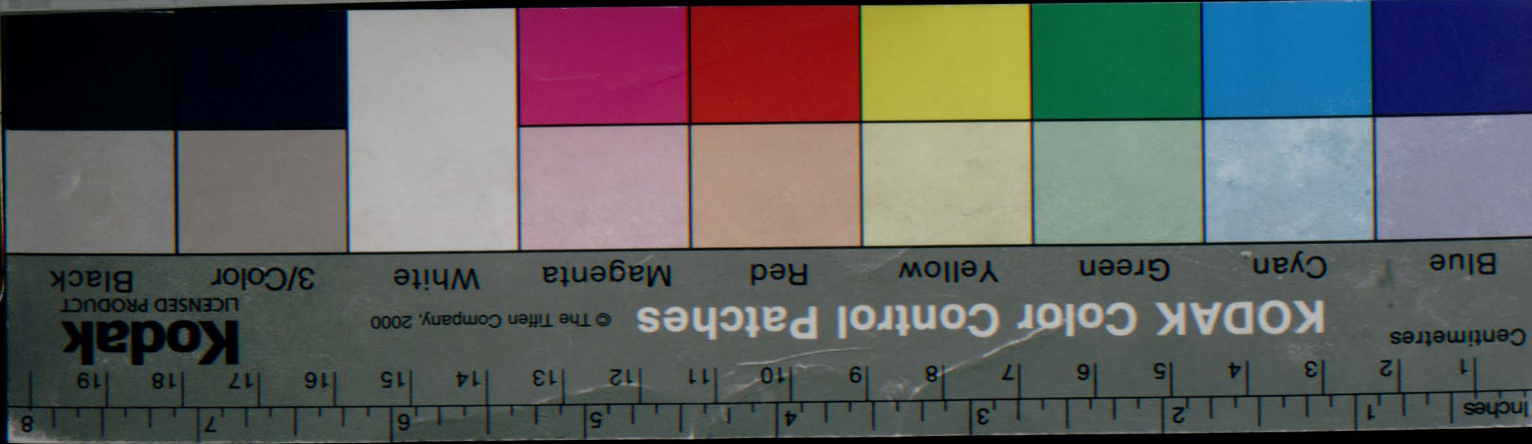 Inches 1 2 3 4 5 6 7 8
Centimetres 1 2 3 4 5 6 7 8 9 10 11 12 13 14 15 16 17 18 19
KODAK Color Control Patches © The Tiffen Company, 2000 Kodak
LICENSED PRODUCT
Blue Cyan Green Yellow Red Magenta White 3/Color Black